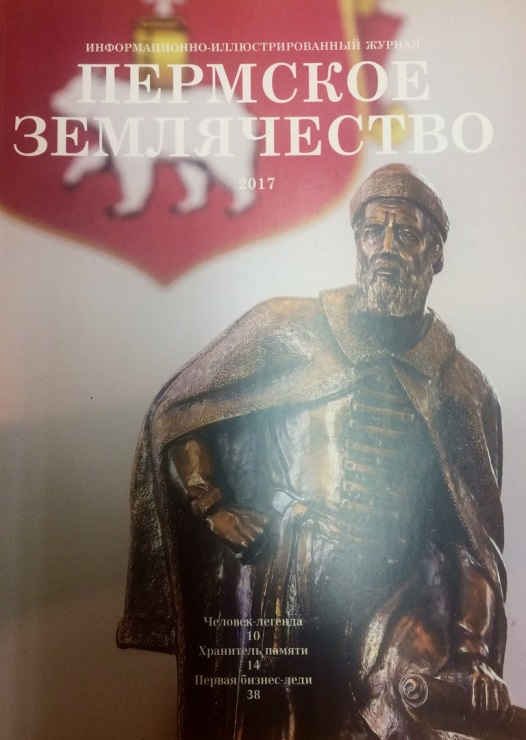 ИНФОРМАЦИОННО-ИЛЛЮСТРИРОВАННЫЙ ЖУРНАЛ
ПЕРМСКОЕ
ЗЕМЛЯЧЕСТВО
2017
Человек-легенда
10
Хранитель памяти
14
Первая бизнес-леди
38